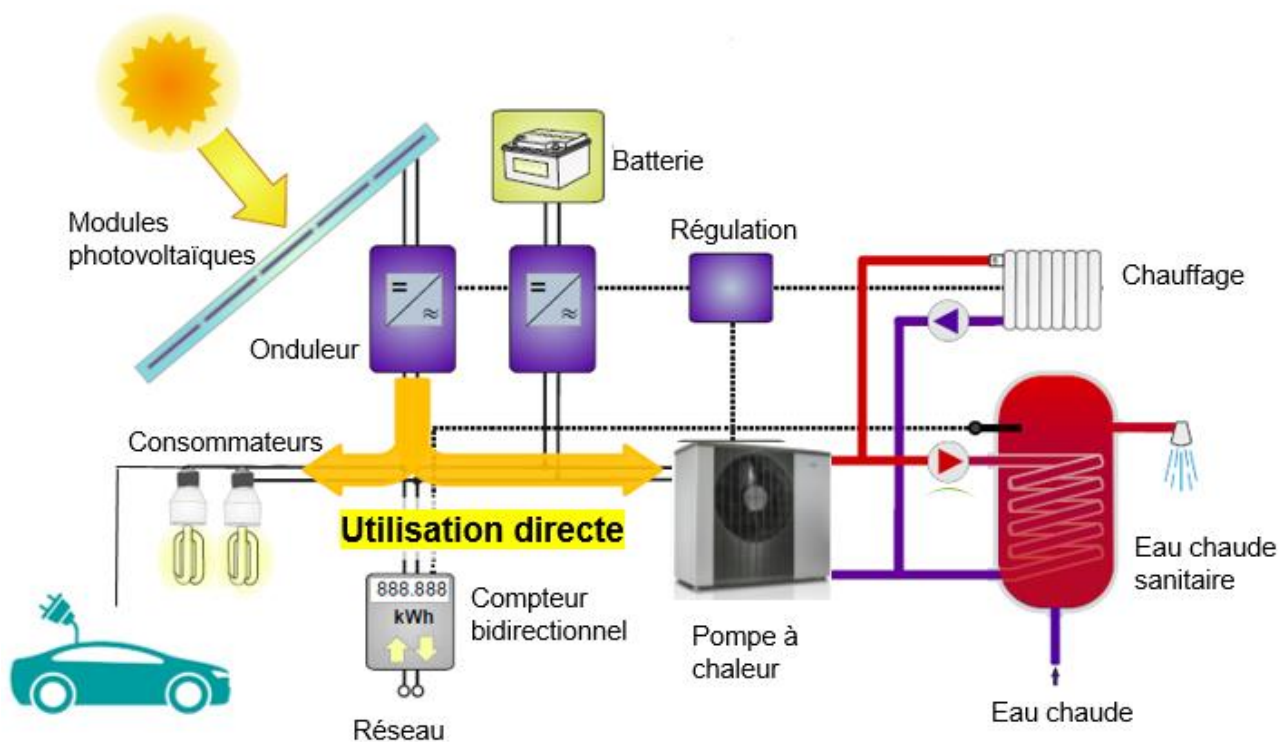 Batterie
Modules
photovoltaïques
Régulation
Chauffage
=
≈
=
≈
Onduleur
Consommateurs
Utilisation directe
888.888
kWh
Compteur
bidirectionnel
Pompe à
chaleur
Eau chaude
sanitaire
Réseau
Eau chaude